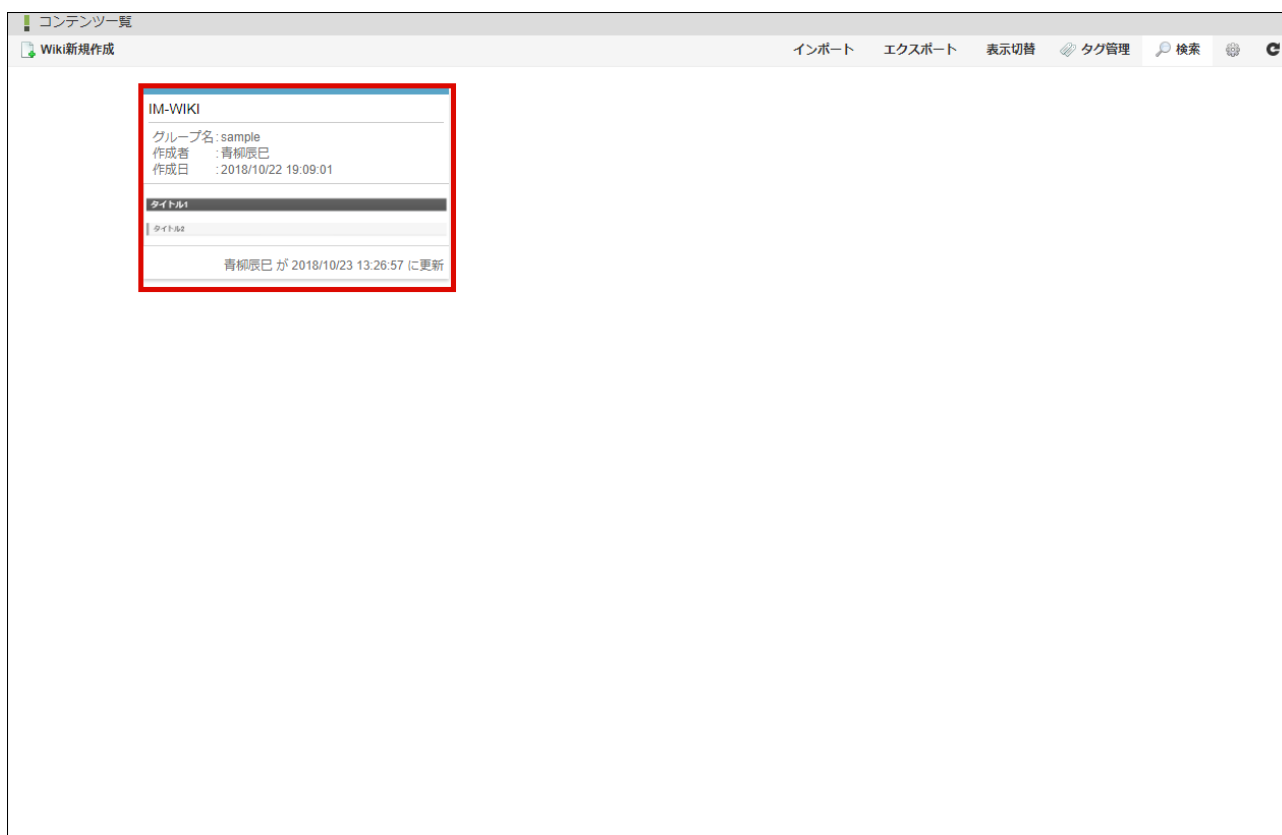 コンテンツ一覧
Wiki新規作成 インポート エクスポート 表示切替 タグ管理 検索
IM-WIKI
グループ名 : sample
作成者 : 青柳辰巳
作成日 : 2018/10/22 19:09:01
タイトル1
タイトル2
青柳辰巳 が 2018/10/23 13:26:57 に更新